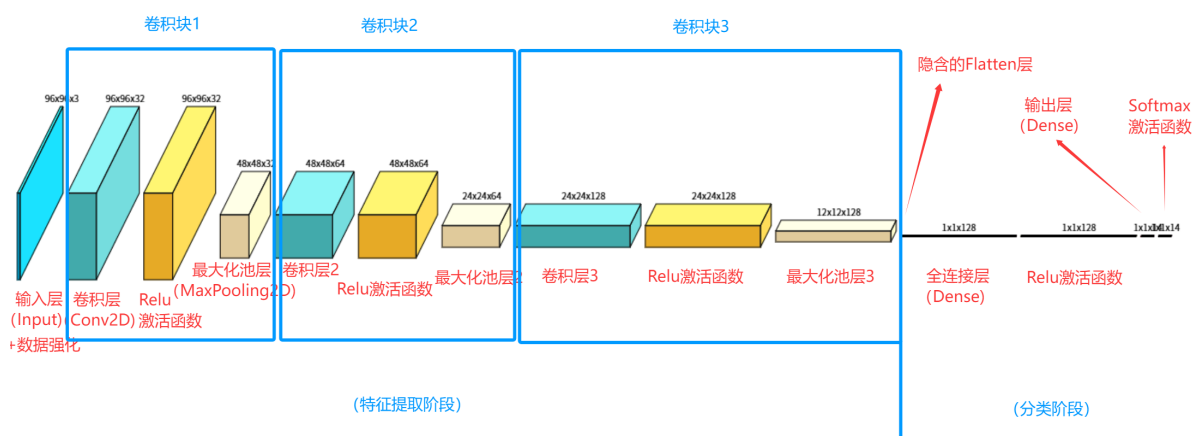 卷积块1
卷积块2
卷积块3
隐含的Flatten层
输出层
(Dense)
Softmax
激活函数
96x96x3
96x96x32
96x96x32
48x48x32
48x48x64
48x48x64
24x24x64
24x24x128
24x24x128
12x12x128
1x1x128
1x1x128
1x1x14
1x1x14
输入层
(Input)
+数据强化
卷积层
(Conv2D)
Relu
激活函数
最大化池层
(MaxPooling2D)
卷积层2
Relu激活函数
最大化池层2
卷积层3
Relu激活函数
最大化池层3
全连接层
(Dense)
Relu激活函数
(特征提取阶段)
(分类阶段)